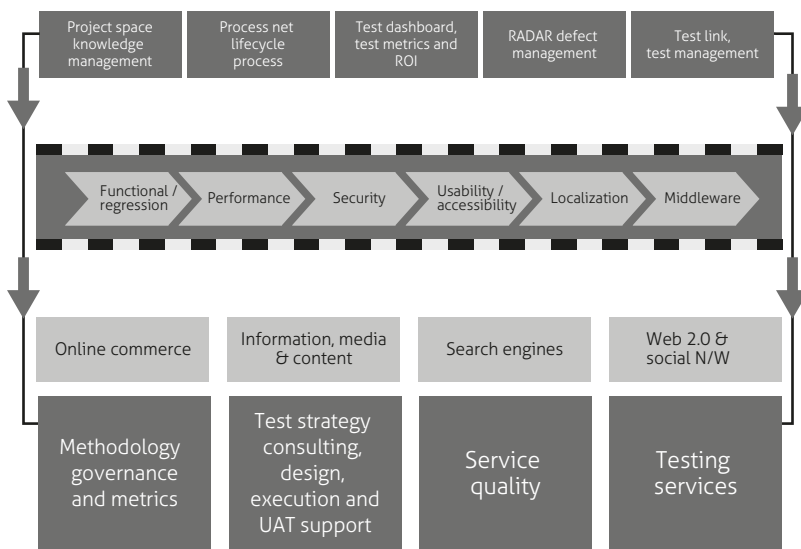 Project space
knowledge
management
Process net
lifecycle
process
Test dashboard,
test metrics and
ROI
RADAR defect
management
Test link,
test management
Functional /
regression
Performance
Security
Usability /
accessibility
Localization
Middleware
Online commerce
Information, media
& content
Search engines
Web 2.0 &
social N/W
Methodology
governance
and metrics
Test strategy
consulting,
design,
execution and
UAT support
Service
quality
Testing
services